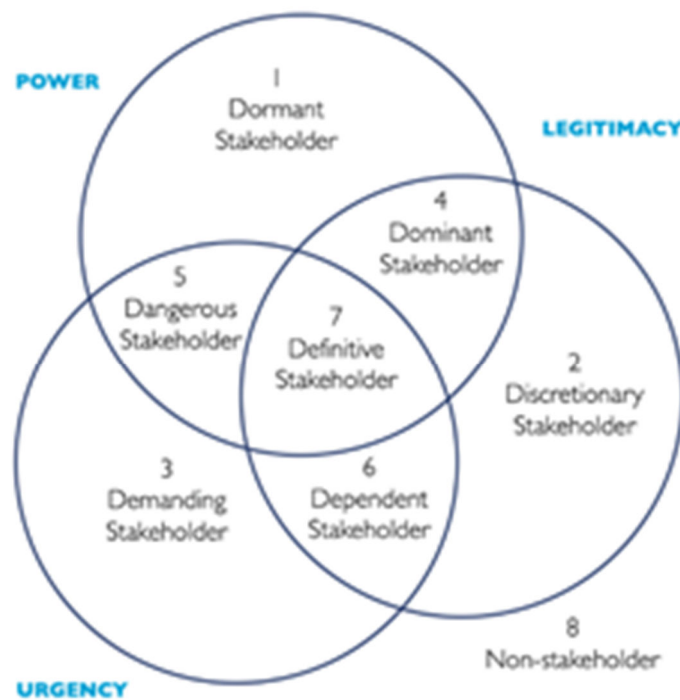 POWER
1
Dormant
Stakeholder
LEGITIMACY
4
Dominant
Stakeholder
5
Dangerous
Stakeholder
7
Definitive
Stakeholder
2
Discretionary
Stakeholder
3
Demanding
Stakeholder
6
Dependent
Stakeholder
8
Non-stakeholder
URGENCY